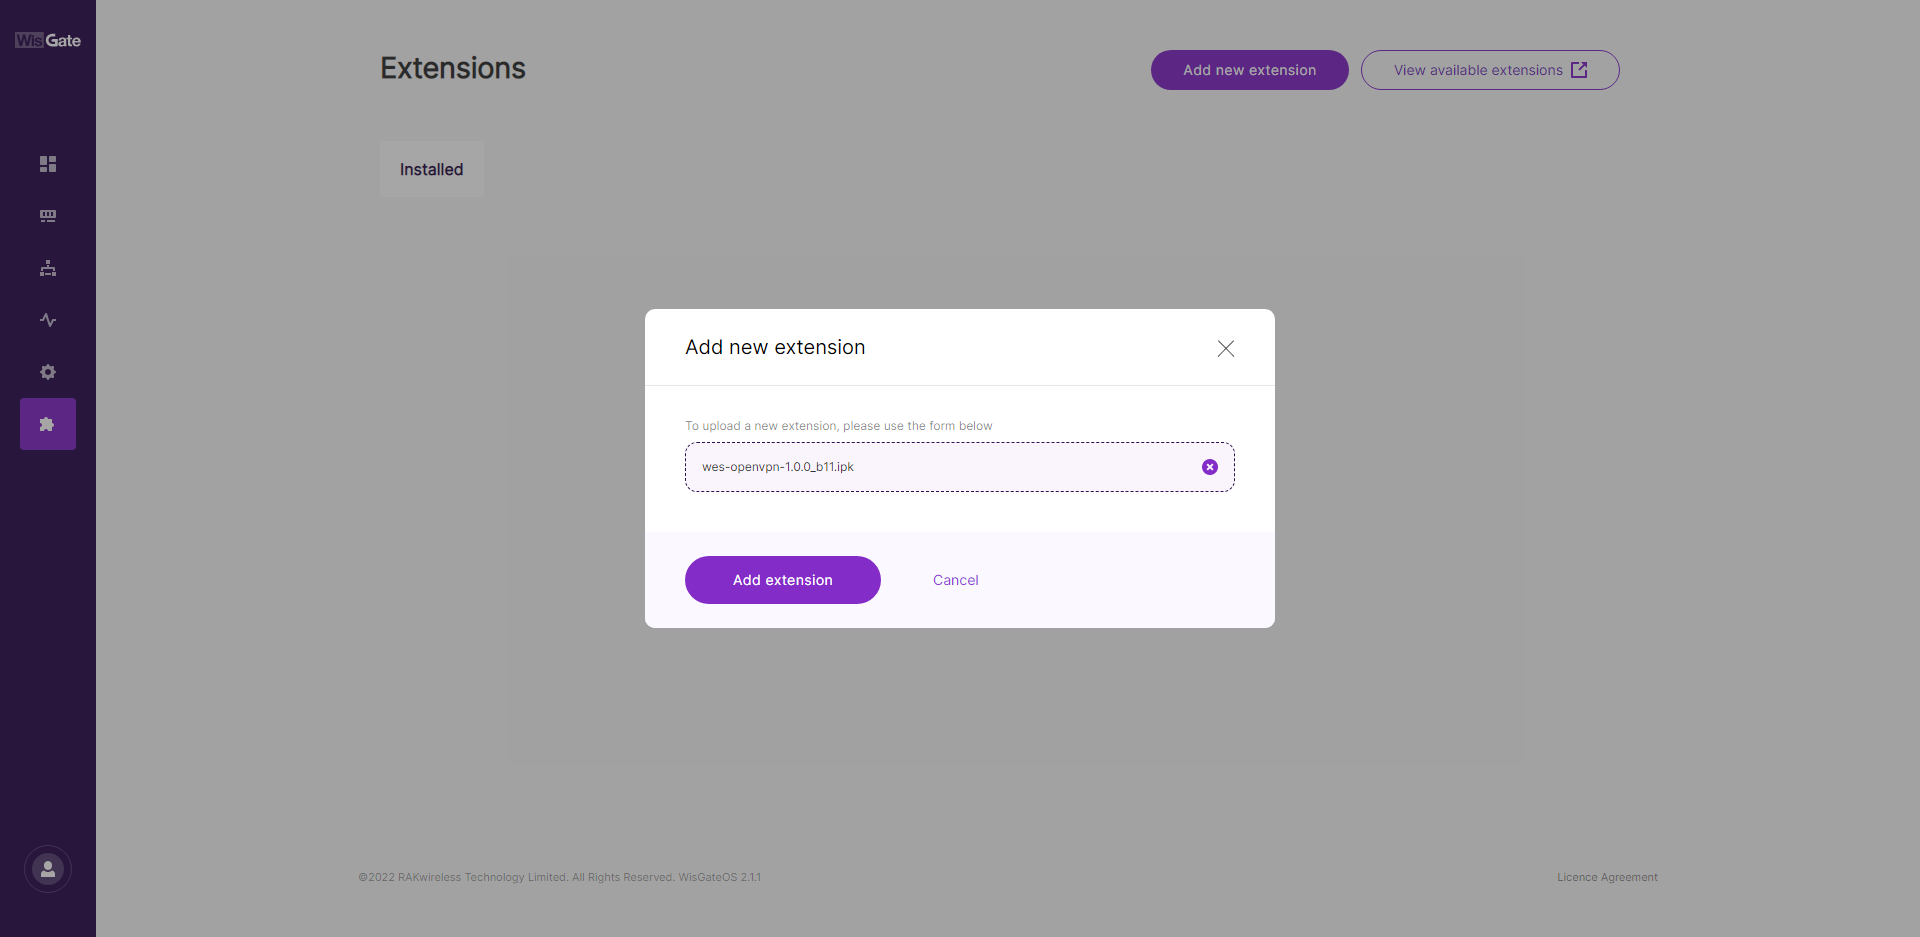 WisGate
Extensions
Add new extension
View available extensions
Installed
Add new extension
To upload a new extension, please use the form below
wes-openvpn-1.0.0_b11.ipk
Add extension
Cancel
©2022 RAKwireless Technology Limited. All Rights Reserved. WisGateOS 2.1.1
Licence Agreement